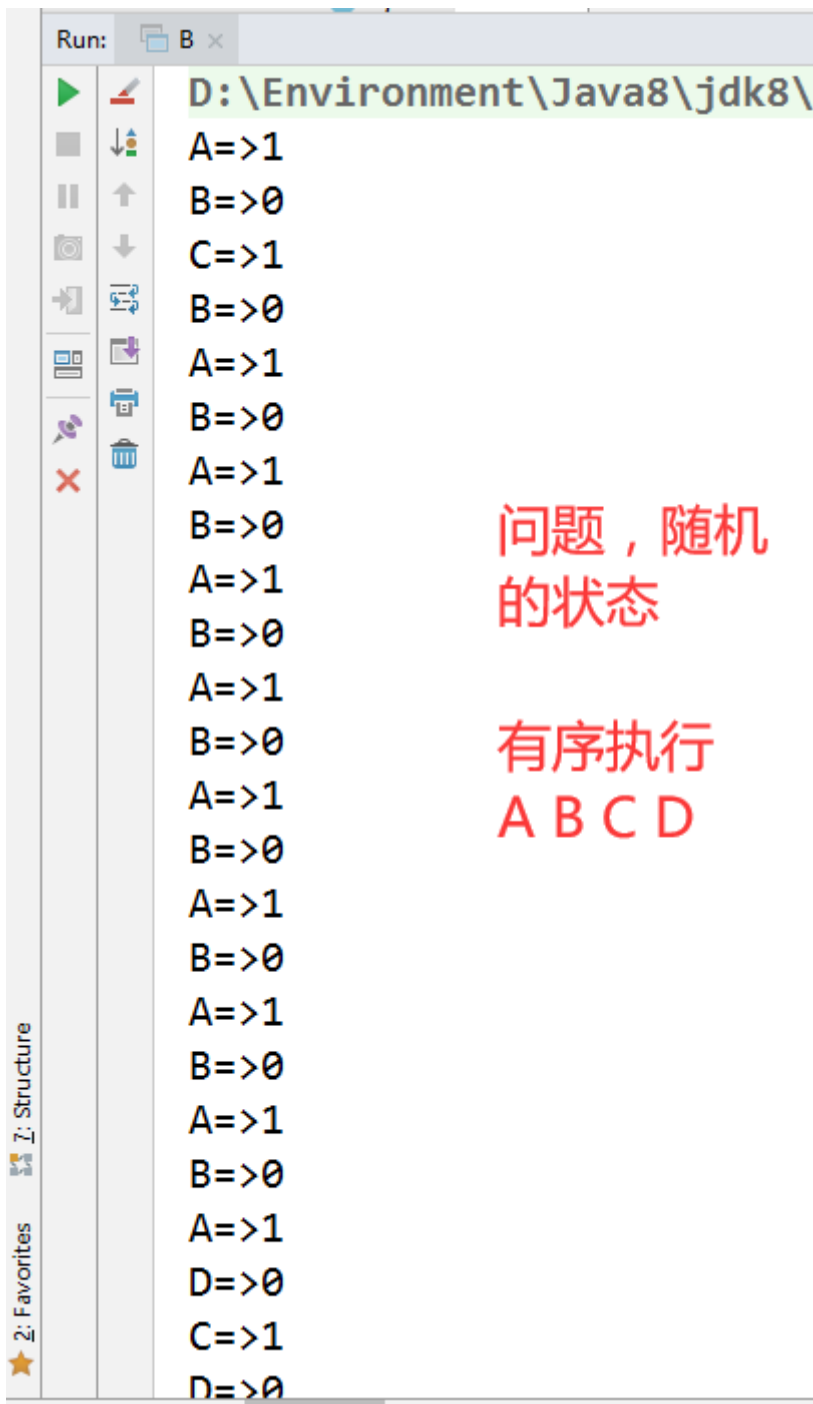 Run: B ×
D:\Environment\Java8\jdk8\
A=>1
B=>0
C=>1
B=>0
A=>1
B=>0
A=>1
B=>0
A=>1
B=>0
A=>1
B=>0
A=>1
B=>0
A=>1
B=>0
A=>1
B=>0
A=>1
B=>0
A=>1
D=>0
C=>1
D=>0
问题，随机
的状态
有序执行
A B C D
7: Structure
2: Favorites